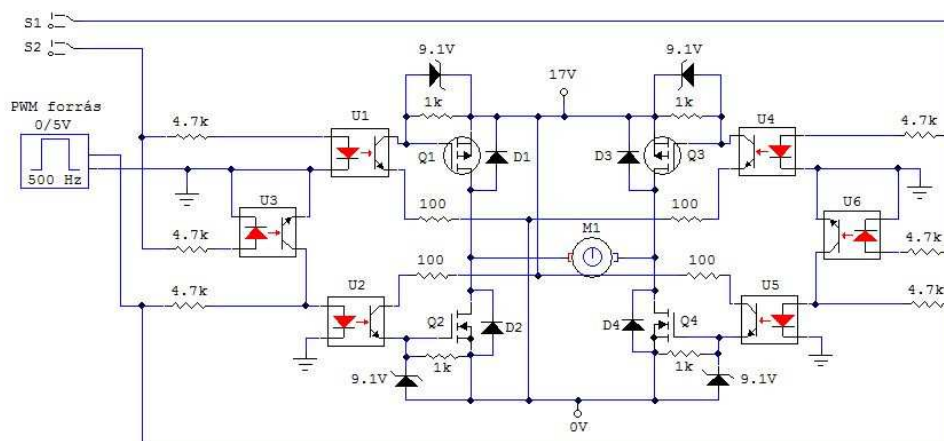 S1
S2
9.1V
9.1V
17V
PWM forrás
0/5V
500 Hz
4.7k
U1
1k
1k
U4
4.7k
Q1
D1
D3
Q3
U3
100
100
U6
4.7k
M1
4.7k
4.7k
100
100
4.7k
U2
U5
Q2
D2
D4
Q4
1k
1k
9.1V
9.1V
0V